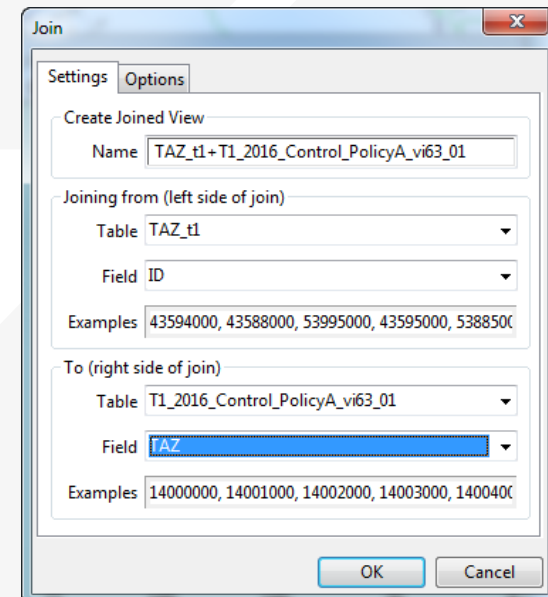 Join
Settings Options
Create Joined View
Name TAZ_t1+T1_2016_Control_PolicyA_vi63_01
Joining from (left side of join)
Table TAZ_t1
Field ID
Examples 43594000, 43588000, 53995000, 43595000, 5388500
To (right side of join)
Table T1_2016_Control_PolicyA_vi63_01
Field TAZ
Examples 14000000, 14001000, 14002000, 14003000, 1400400
OK Cancel